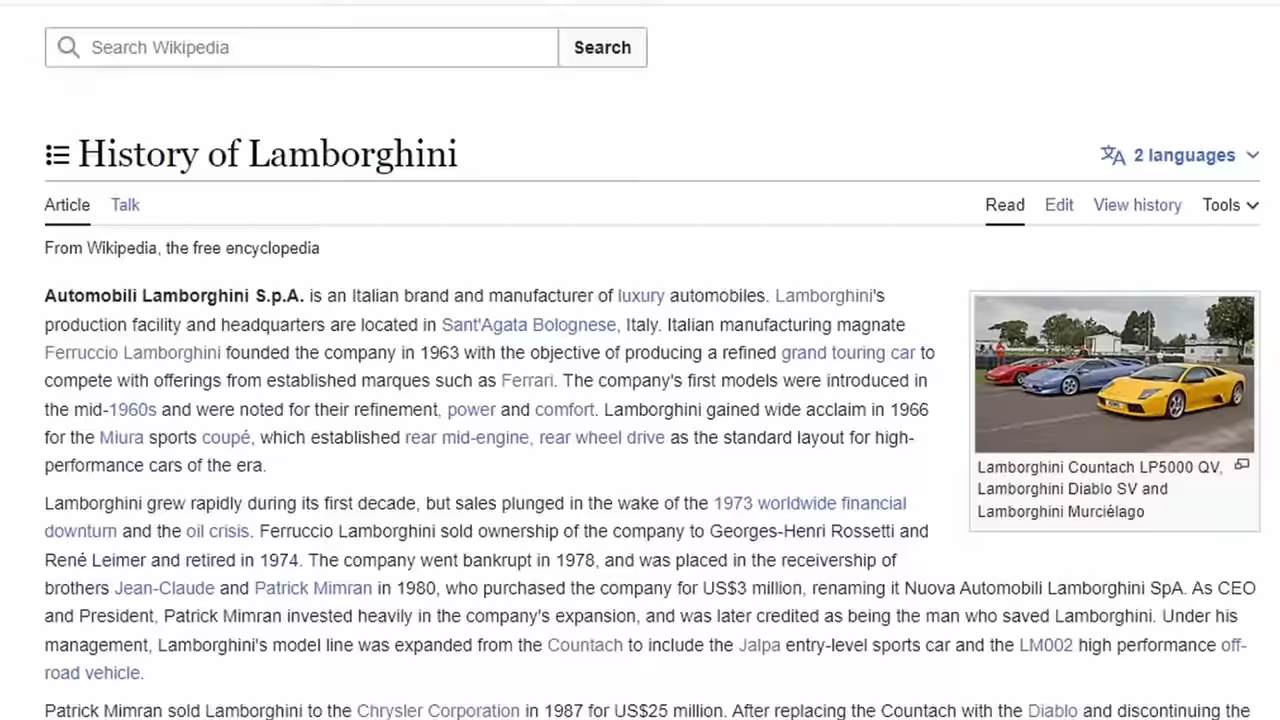 Search Wikipedia
Search
History of Lamborghini
2 languages
Article
Talk
Read
Edit
View history
Tools
From Wikipedia, the free encyclopedia
Automobili Lamborghini S.p.A. is an Italian brand and manufacturer of luxury automobiles. Lamborghini's
production facility and headquarters are located in Sant'Agata Bolognese, Italy. Italian manufacturing magnate
Ferruccio Lamborghini founded the company in 1963 with the objective of producing a refined grand touring car to
compete with offerings from established marques such as Ferrari. The company's first models were introduced in
the mid-1960s and were noted for their refinement, power and comfort. Lamborghini gained wide acclaim in 1966
for the Miura sports coupé, which established rear mid-engine, rear wheel drive as the standard layout for high-
performance cars of the era.
Lamborghini Countach LP5000 QV,
Lamborghini Diablo SV and
Lamborghini Murciélago
Lamborghini grew rapidly during its first decade, but sales plunged in the wake of the 1973 worldwide financial
downturn and the oil crisis. Ferruccio Lamborghini sold ownership of the company to Georges-Henri Rossetti and
René Leimer and retired in 1974. The company went bankrupt in 1978, and was placed in the receivership of
brothers Jean-Claude and Patrick Mimran in 1980, who purchased the company for US$3 million, renaming it Nuova Automobili Lamborghini SpA. As CEO
and President, Patrick Mimran invested heavily in the company's expansion, and was later credited as being the man who saved Lamborghini. Under his
management, Lamborghini's model line was expanded from the Countach to include the Jalpa entry-level sports car and the LM002 high performance off-
road vehicle.
Patrick Mimran sold Lamborghini to the Chrysler Corporation in 1987 for US$25 million. After replacing the Countach with the Diablo and discontinuing the